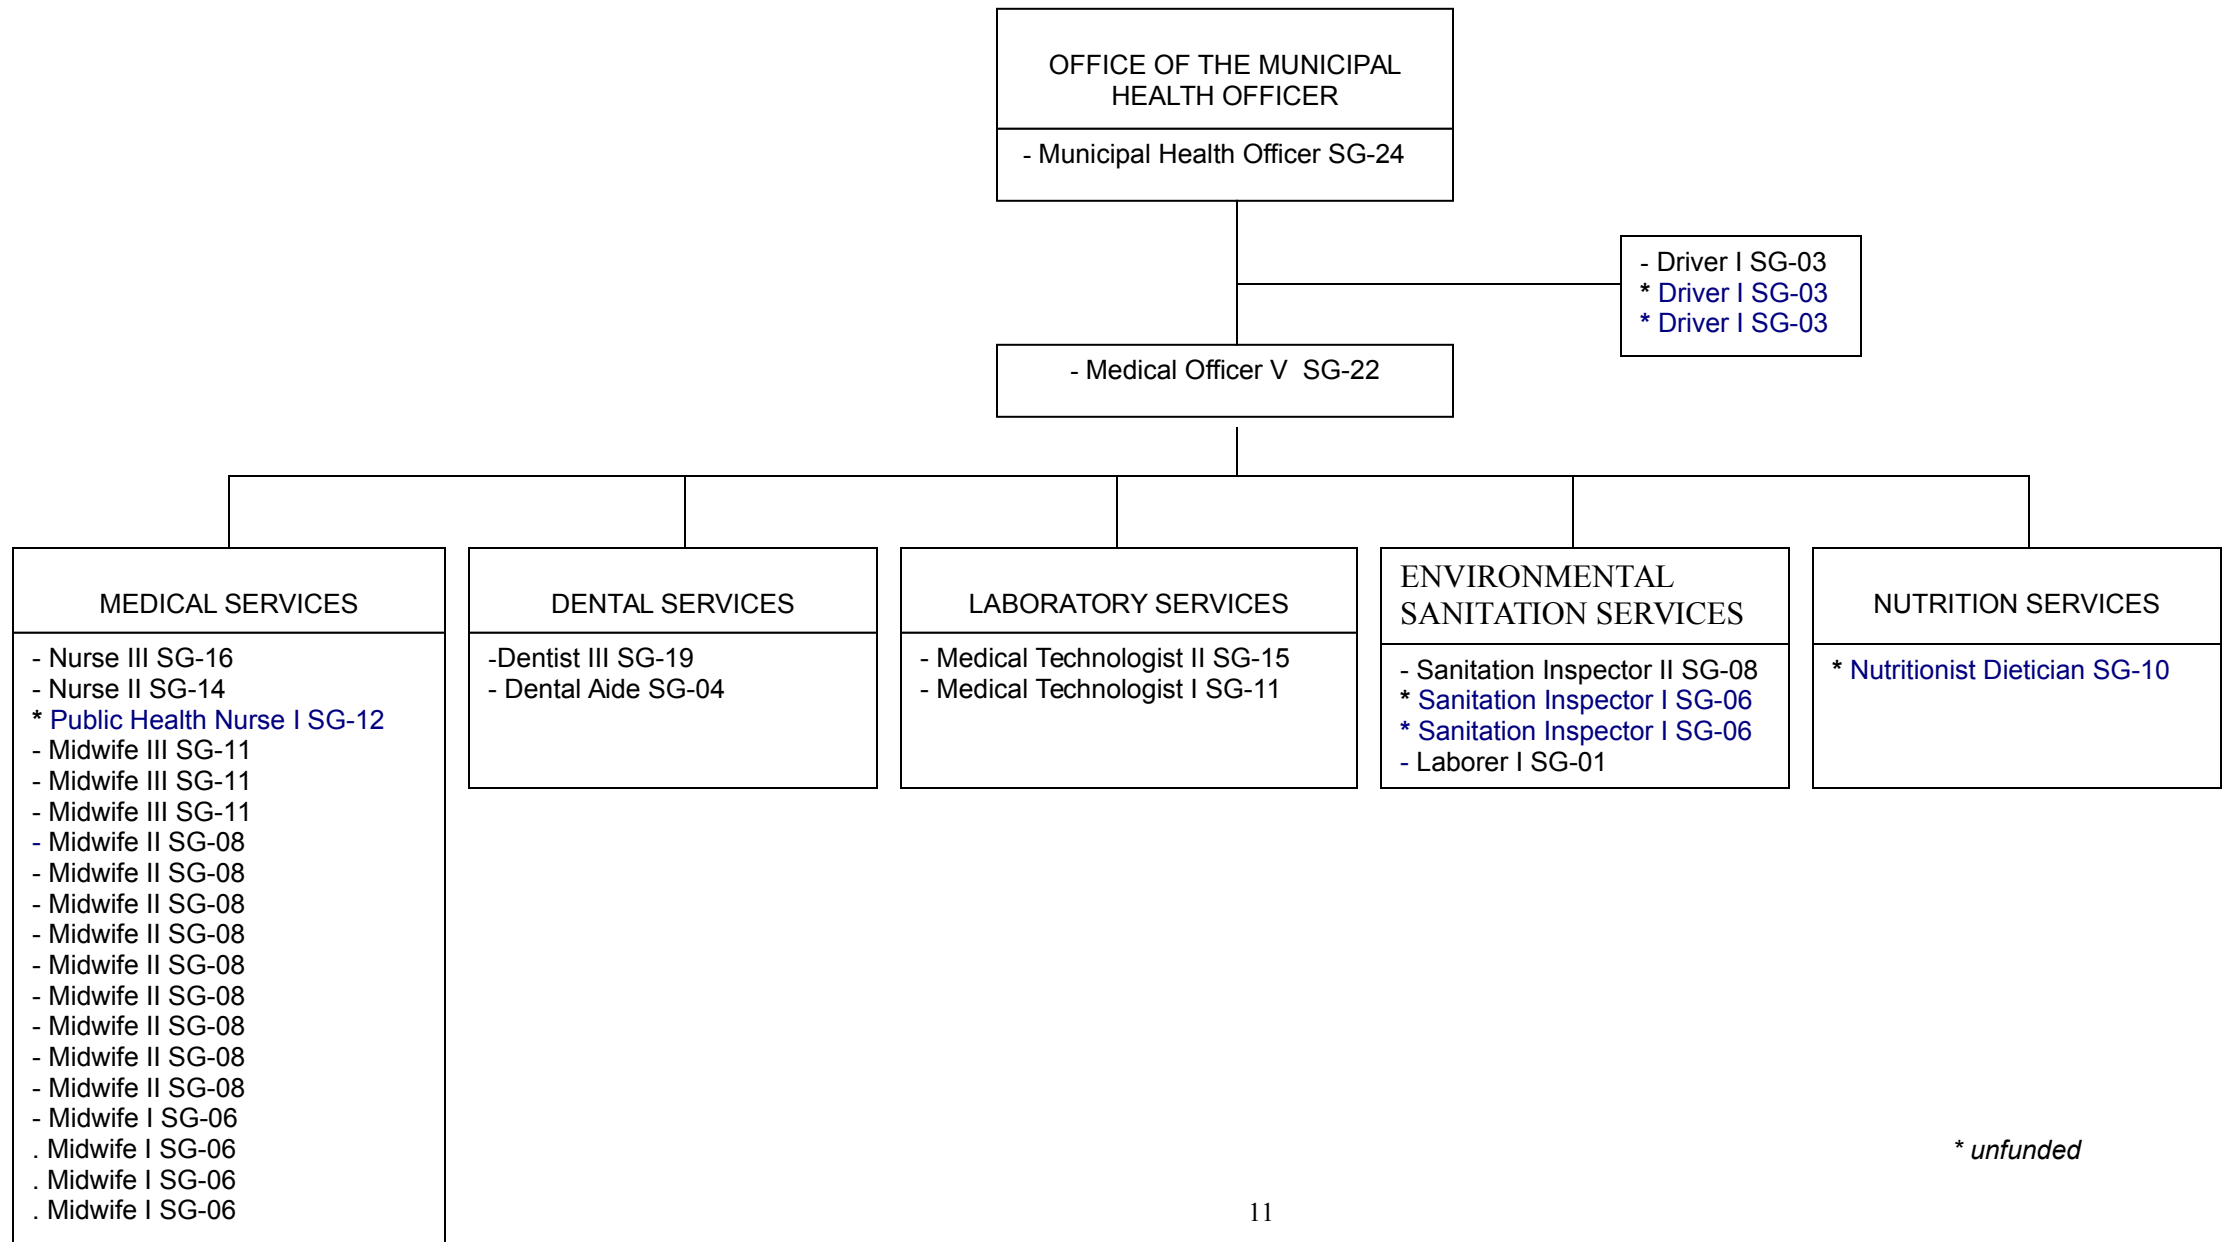 OFFICE OF THE MUNICIPAL
HEALTH OFFICER
- Municipal Health Officer SG-24
- Driver I SG-03
* Driver I SG-03
* Driver I SG-03
- Medical Officer V  SG-22
MEDICAL SERVICES
- Nurse III SG-16
- Nurse II SG-14
* Public Health Nurse I SG-12
- Midwife III SG-11
- Midwife III SG-11
- Midwife III SG-11
- Midwife II SG-08
- Midwife II SG-08
- Midwife II SG-08
- Midwife II SG-08
- Midwife II SG-08
- Midwife II SG-08
- Midwife II SG-08
- Midwife II SG-08
- Midwife II SG-08
- Midwife I SG-06
. Midwife I SG-06
. Midwife I SG-06
. Midwife I SG-06
DENTAL SERVICES
-Dentist III SG-19
- Dental Aide SG-04
LABORATORY SERVICES
- Medical Technologist II SG-15
- Medical Technologist I SG-11
ENVIRONMENTAL
SANITATION SERVICES
- Sanitation Inspector II SG-08
* Sanitation Inspector I SG-06
* Sanitation Inspector I SG-06
- Laborer I SG-01
NUTRITION SERVICES
* Nutritionist Dietician SG-10
* unfunded
11